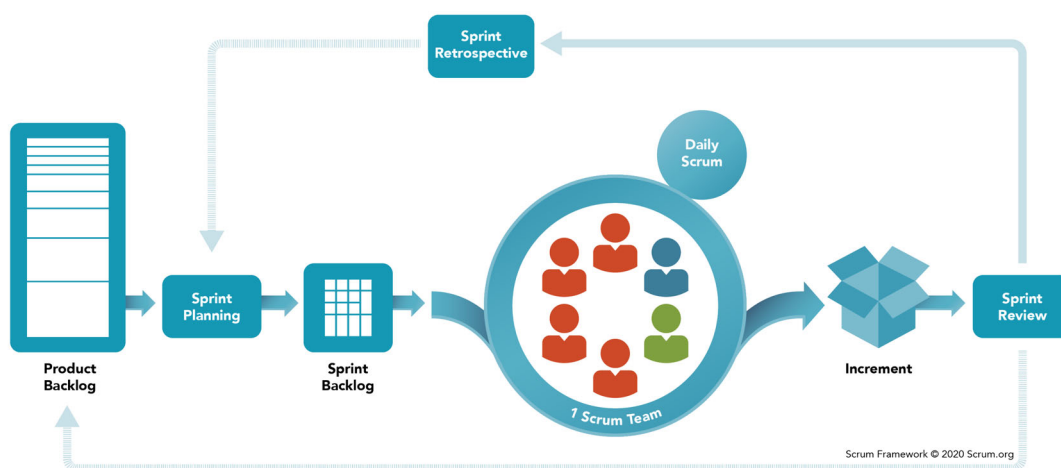 Sprint
Retrospective
Daily
Scrum
Sprint
Planning
Sprint
Review
Product
Backlog
Sprint
Backlog
Increment
1 Scrum Team
Scrum Framework © 2020 Scrum.org